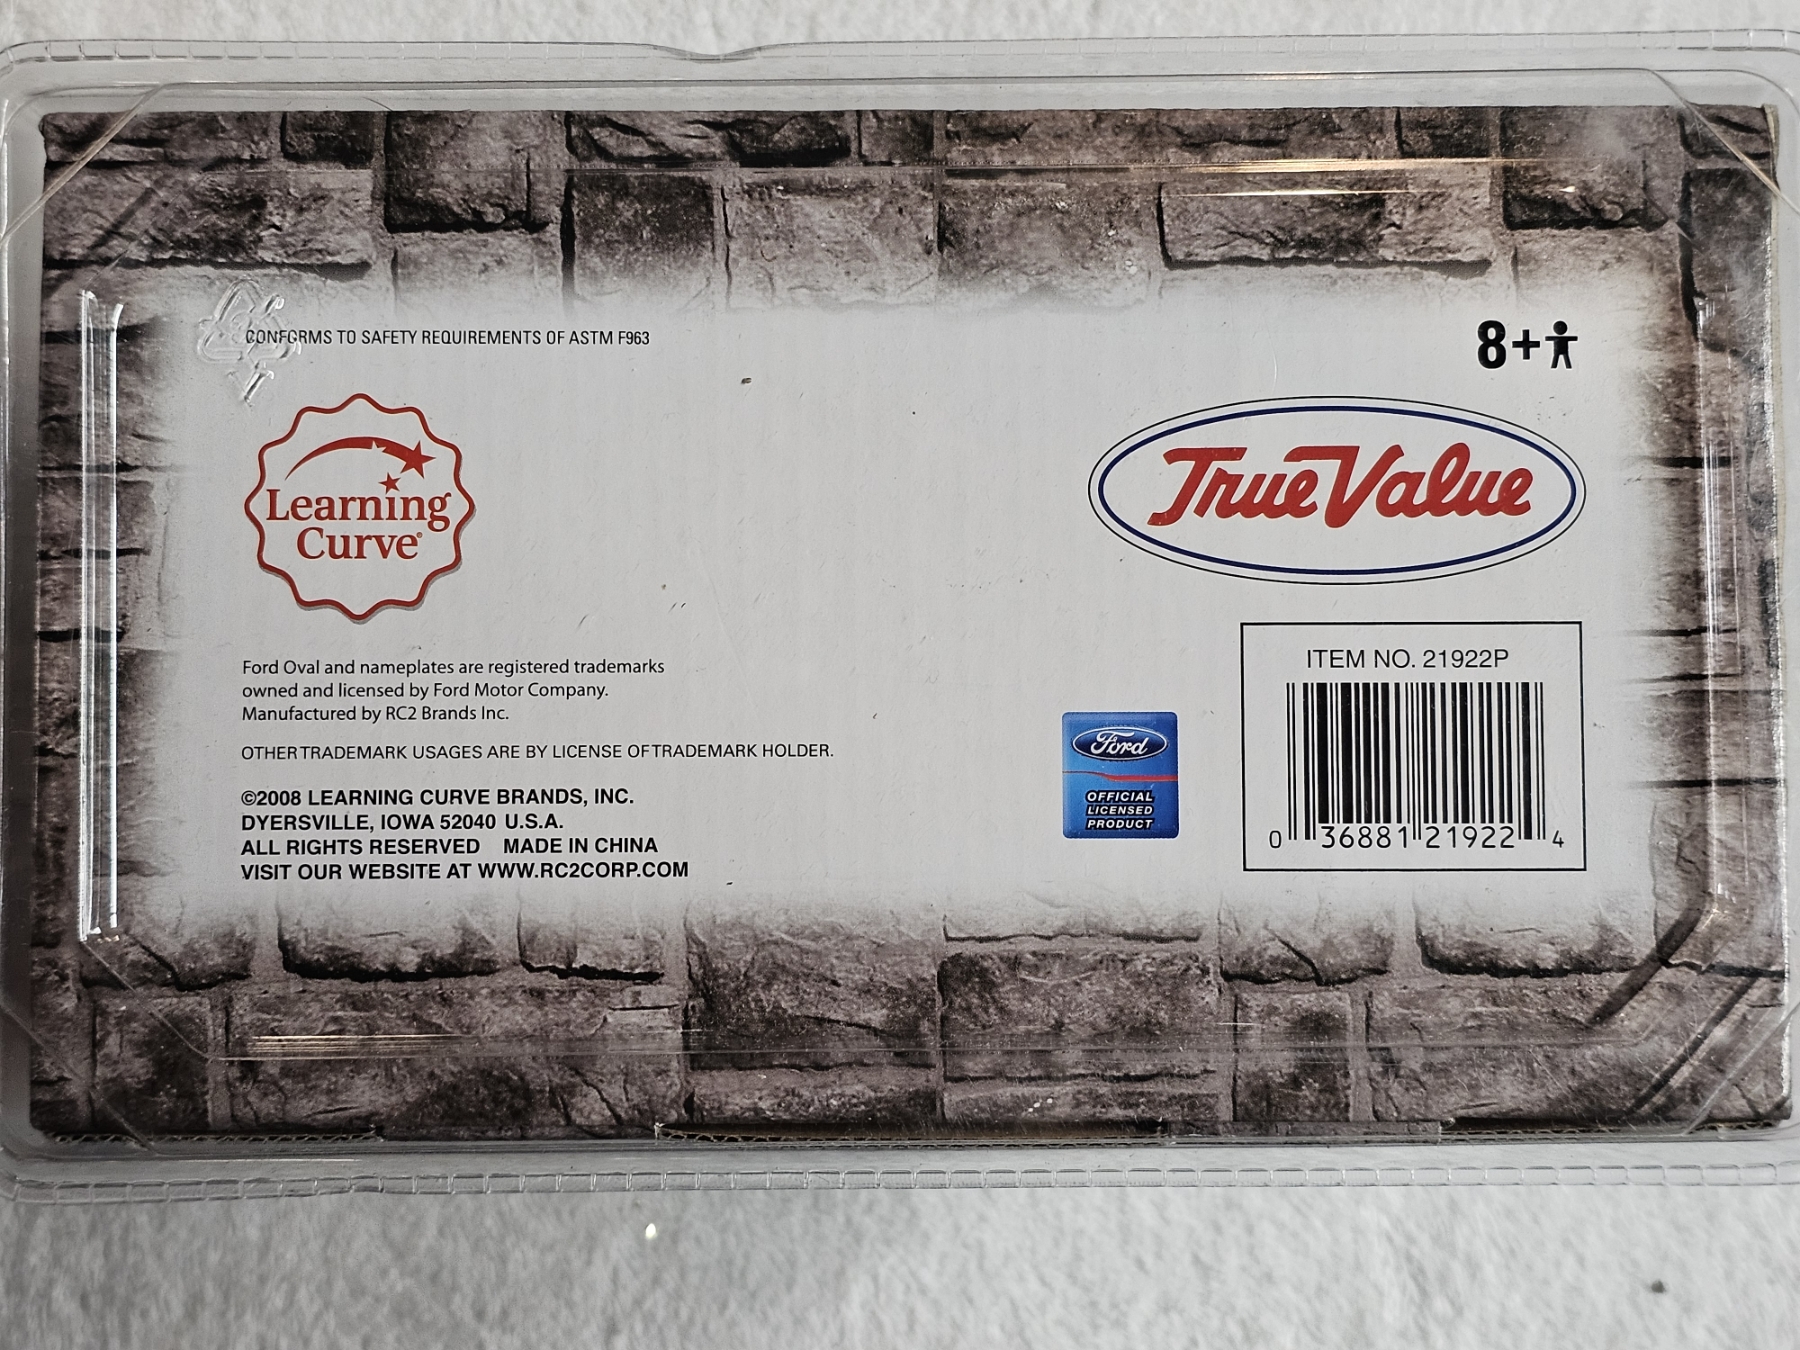 CONFORMS TO SAFETY REQUIREMENTS OF ASTM F963
8+
Learning
Curve®
TrueValue
Ford Oval and nameplates are registered trademarks
owned and licensed by Ford Motor Company.
Manufactured by RC2 Brands Inc.
OTHER TRADEMARK USAGES ARE BY LICENSE OF TRADEMARK HOLDER.
©2008 LEARNING CURVE BRANDS, INC.
DYERSVILLE, IOWA 52040 U.S.A.
ALL RIGHTS RESERVED MADE IN CHINA
VISIT OUR WEBSITE AT WWW.RC2CORP.COM
Ford
OFFICIAL
LICENSED
PRODUCT
ITEM NO. 21922P
0 36881 21922 4